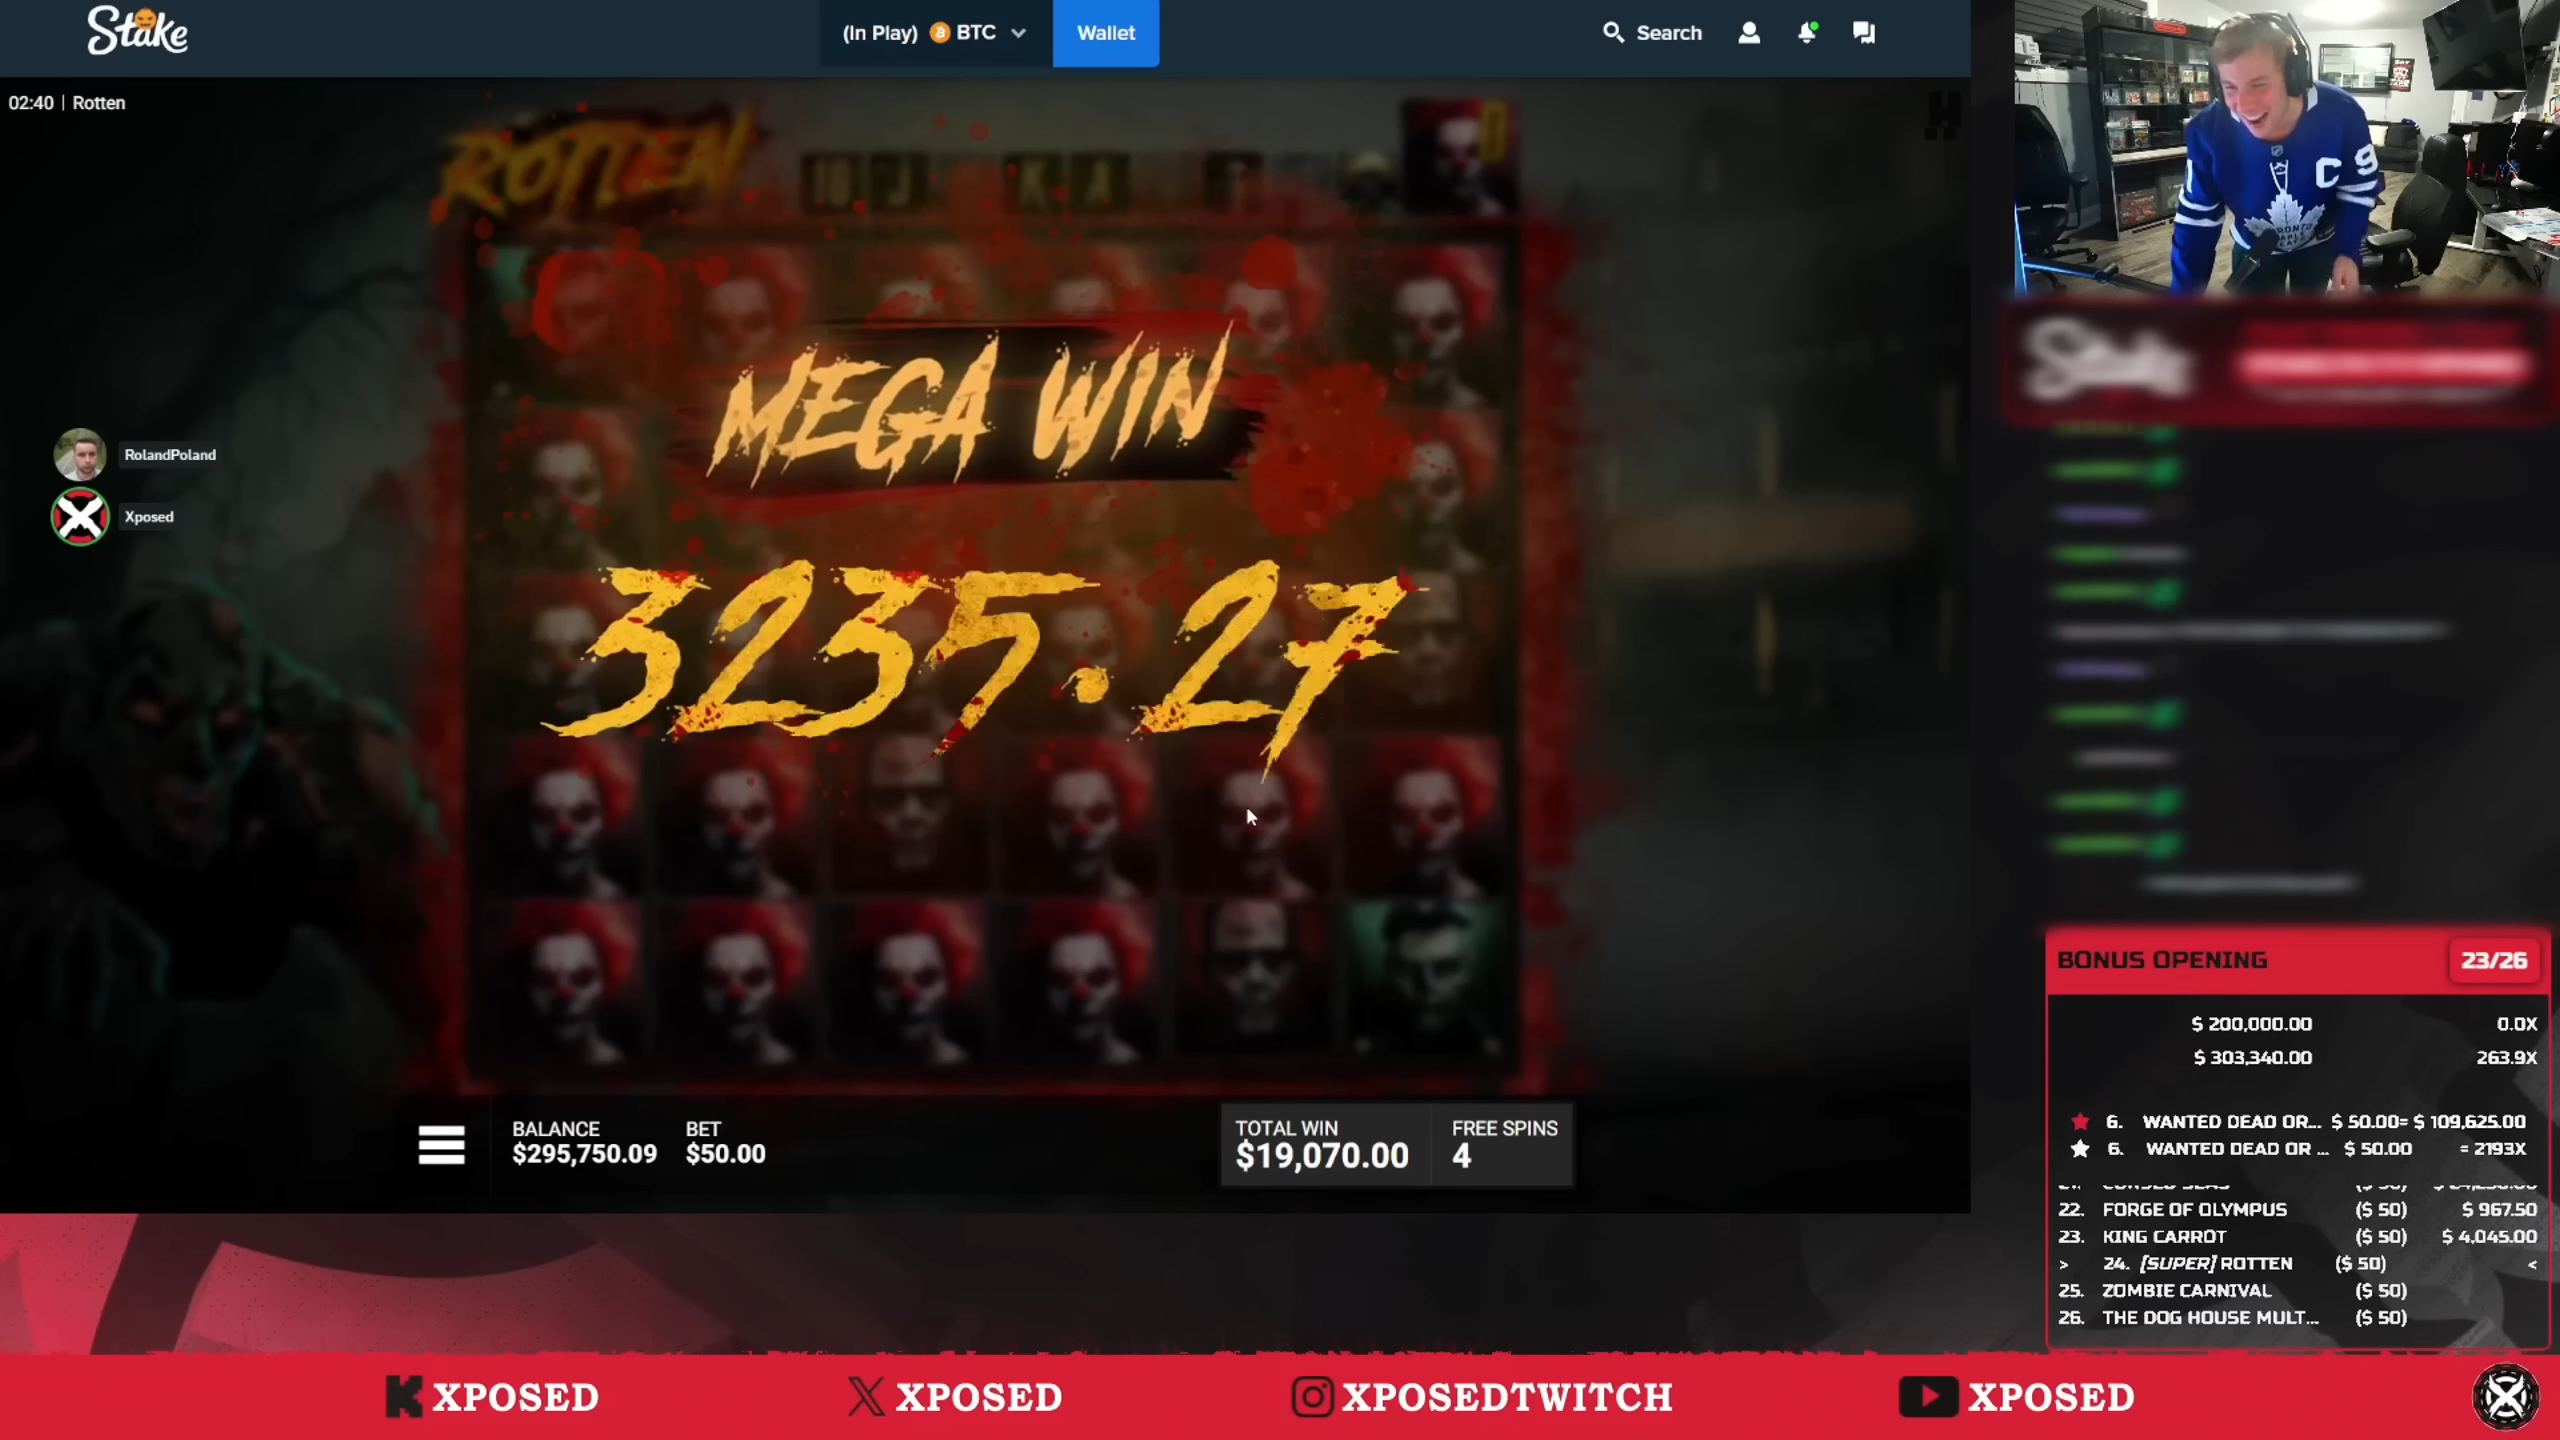 Stake
(In Play) BTC
Wallet
Search
02:40 | Rotten
ROTTEN
10 J K A
MEGA WIN
3235.27
RolandPoland
Xposed
BALANCE
$295,750.09
BET
$50.00
TOTAL WIN
$19,070.00
FREE SPINS
4
C 9
Stake
BONUS OPENING 23/26
$ 200,000.00 0.0X
$ 303,340.00 263.9X
6. WANTED DEAD OR... $ 50.00= $ 109,625.00
6. WANTED DEAD OR ... $ 50.00 = 2193X
22. FORGE OF OLYMPUS ($ 50) $ 967.50
23. KING CARROT ($ 50) $ 4,045.00
> 24. [SUPER] ROTTEN ($ 50) <
25. ZOMBIE CARNIVAL ($ 50)
26. THE DOG HOUSE MULT... ($ 50)
XPOSED
XPOSED
XPOSEDTWITCH
XPOSED